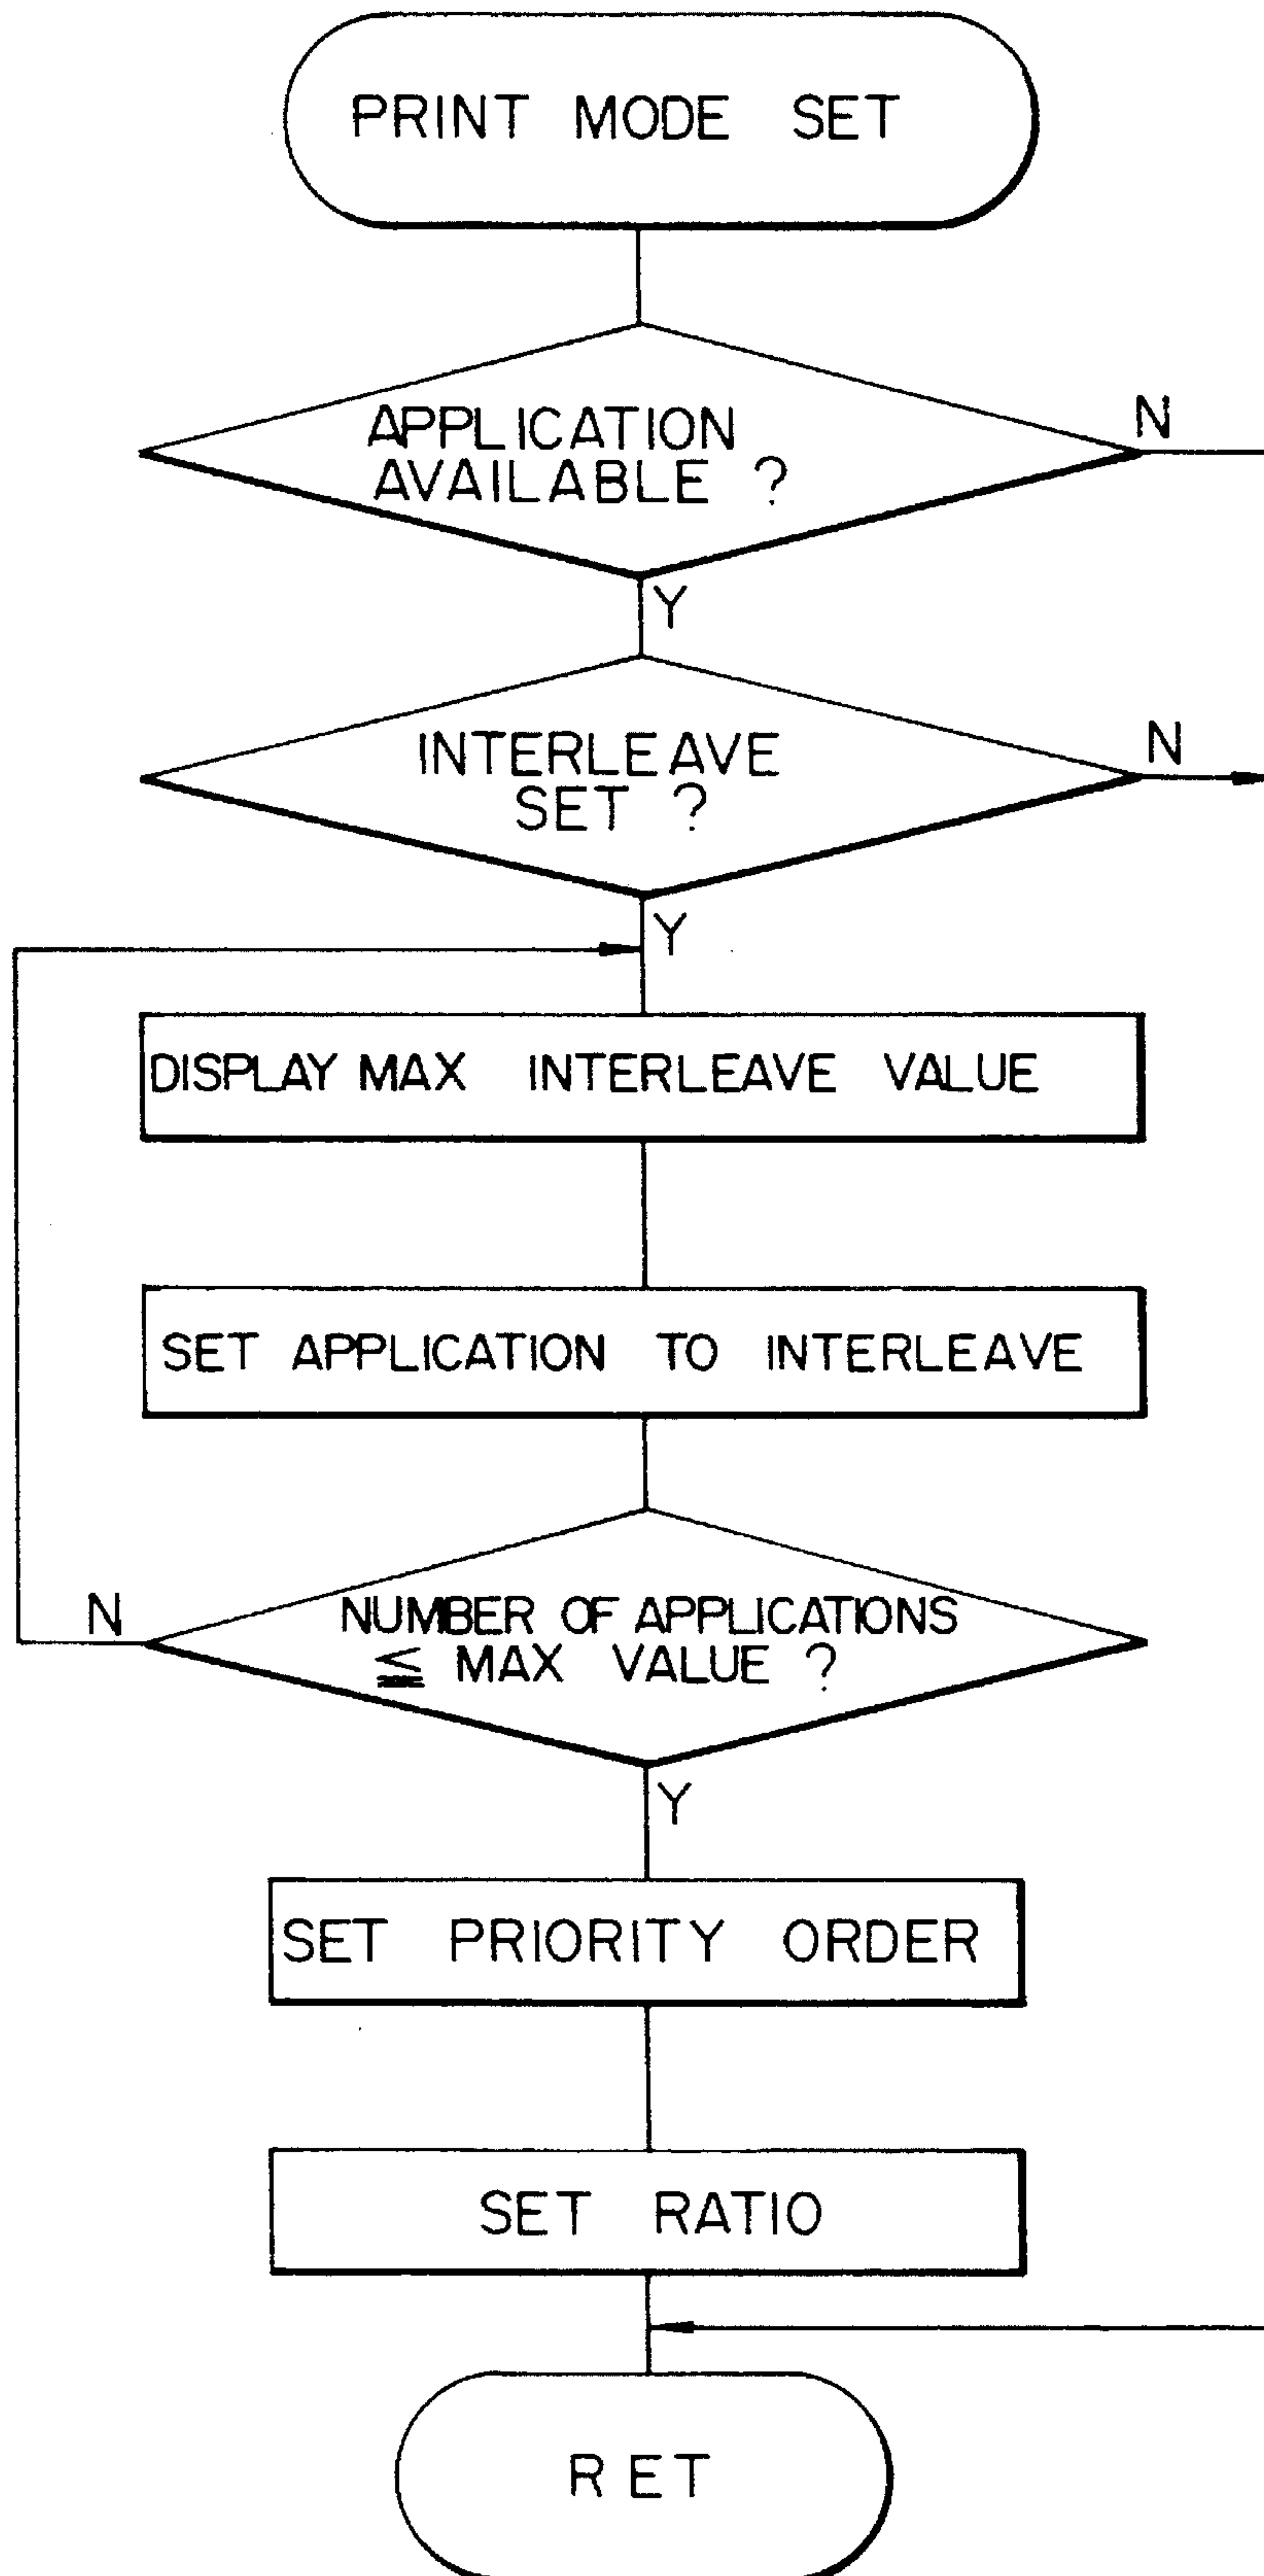 PRINT MODE SET
APPLICATION
AVAILABLE ?
N
Y
INTERLEAVE
SET ?
N
Y
DISPLAY MAX INTERLEAVE VALUE
SET APPLICATION TO INTERLEAVE
N
NUMBER OF APPLICATIONS
≦ MAX VALUE ?
Y
SET PRIORITY ORDER
SET RATIO
RET